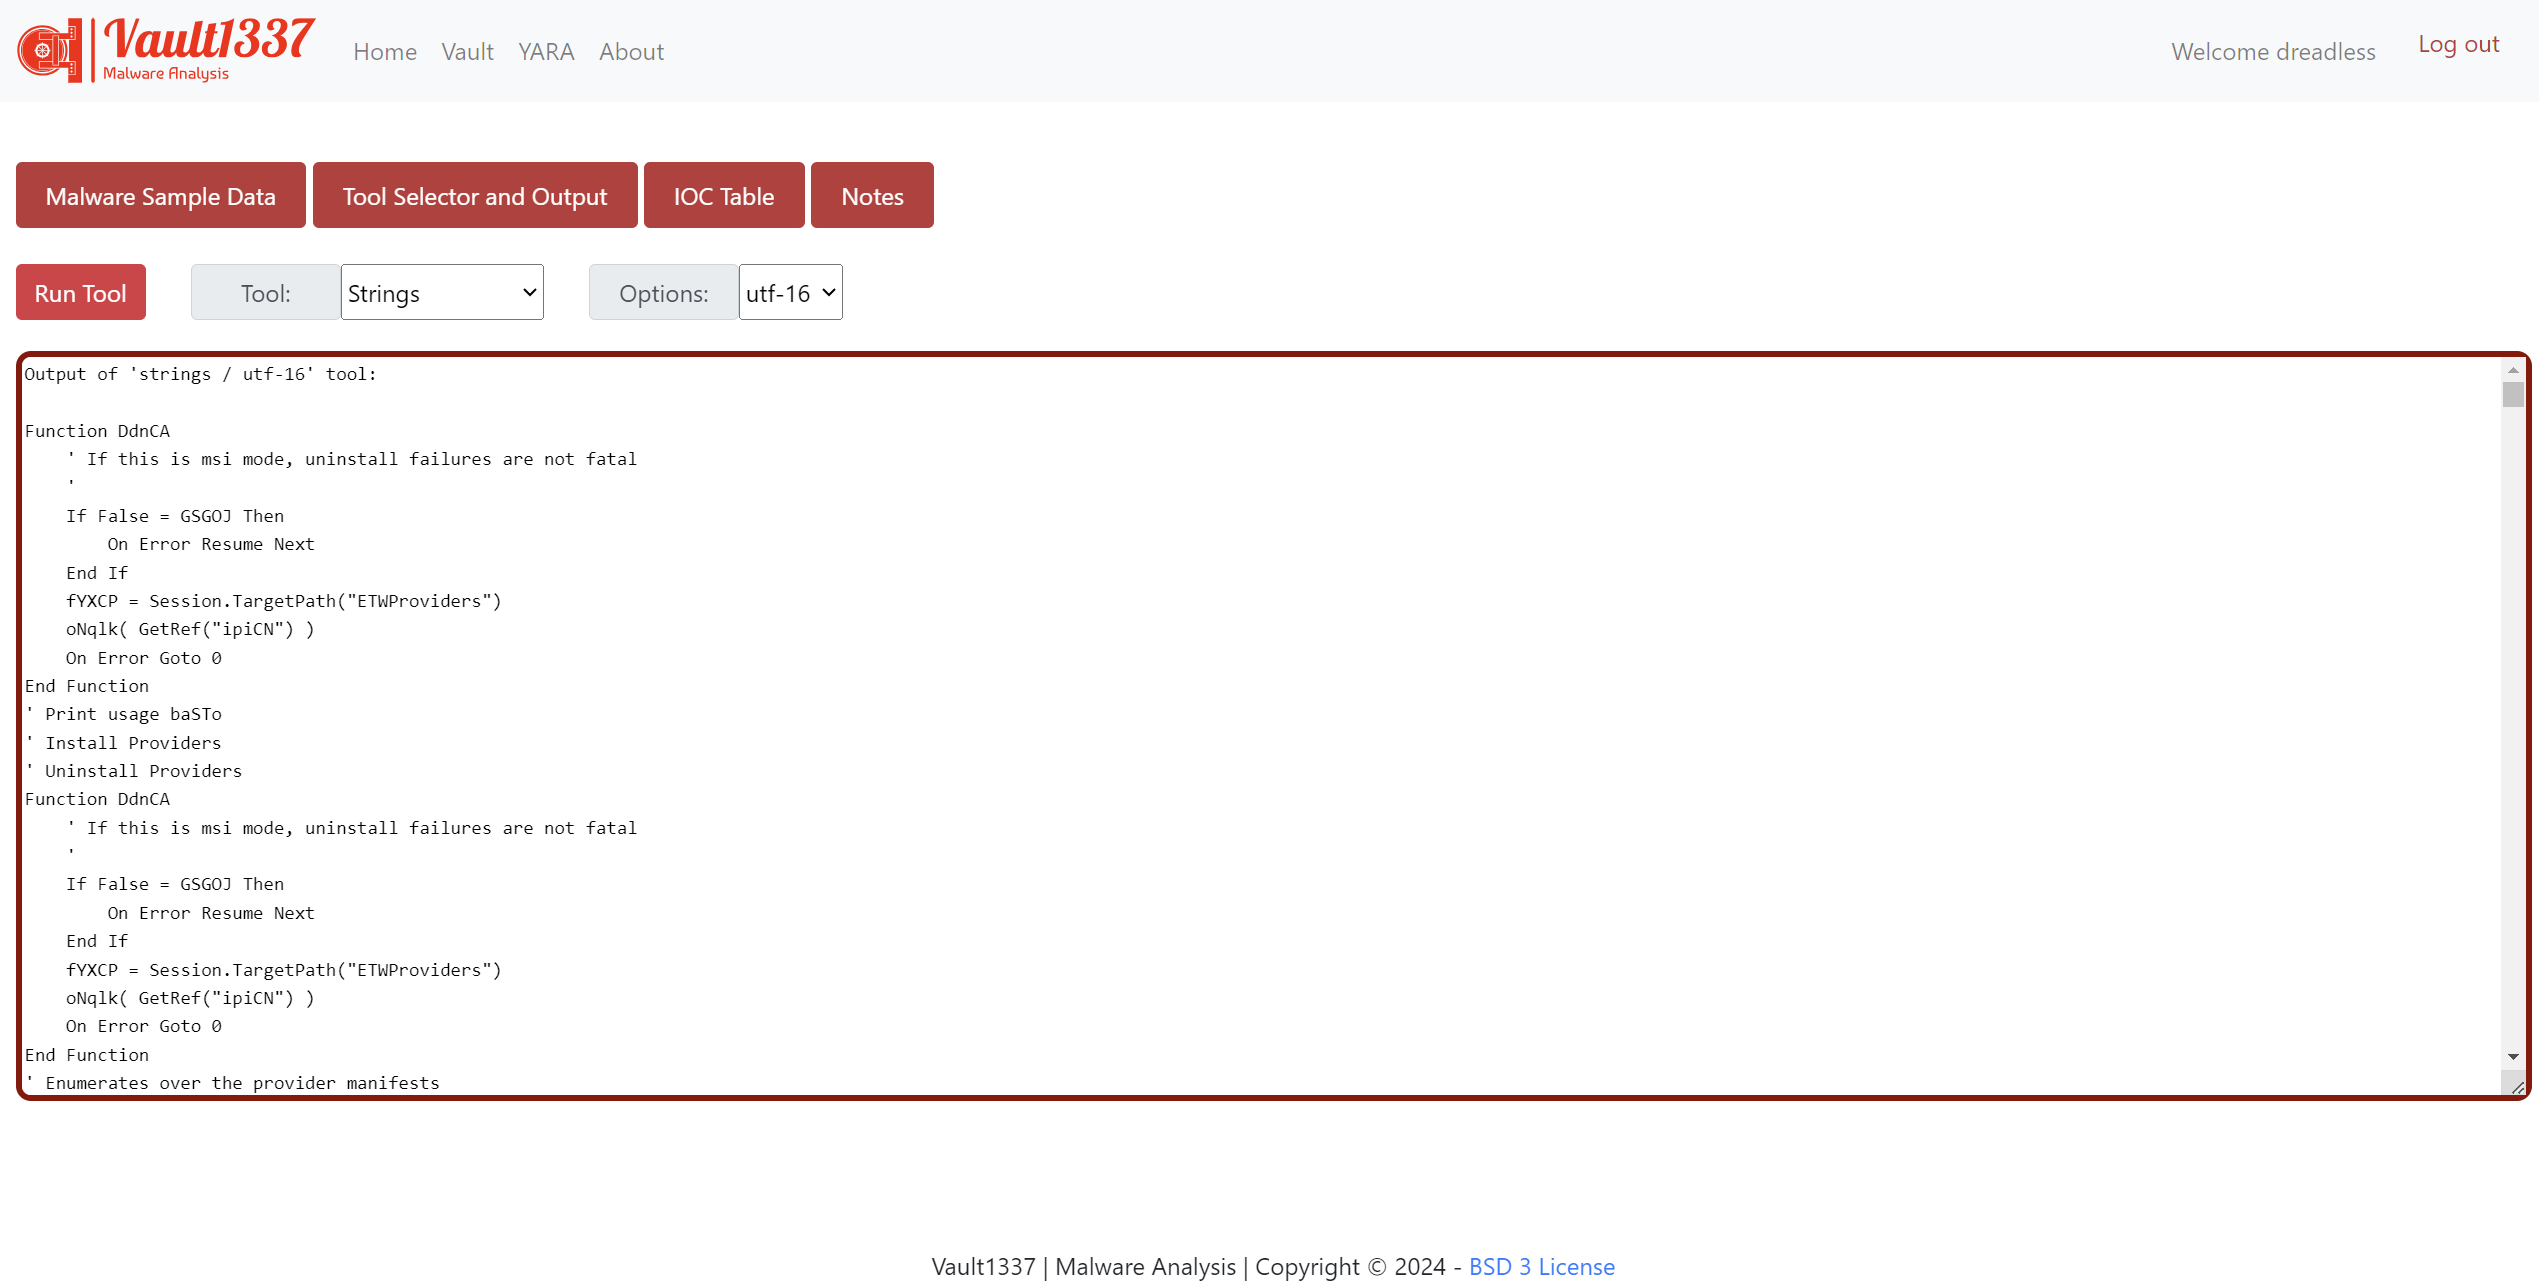 Vault1337
Malware Analysis
Home Vault YARA About
Welcome dreadless Log out
Malware Sample Data Tool Selector and Output IOC Table Notes
Run Tool Tool: Strings Options: utf-16
Output of 'strings / utf-16' tool:
Function DdnCA
    ' If this is msi mode, uninstall failures are not fatal
    '
    If False = GSGOJ Then
        On Error Resume Next
    End If
    fYXCP = Session.TargetPath("ETWProviders")
    oNqlk( GetRef("ipiCN") )
    On Error Goto 0
End Function
' Print usage baSTo
' Install Providers
' Uninstall Providers
Function DdnCA
    ' If this is msi mode, uninstall failures are not fatal
    '
    If False = GSGOJ Then
        On Error Resume Next
    End If
    fYXCP = Session.TargetPath("ETWProviders")
    oNqlk( GetRef("ipiCN") )
    On Error Goto 0
End Function
' Enumerates over the provider manifests
Vault1337 | Malware Analysis | Copyright © 2024 - BSD 3 License